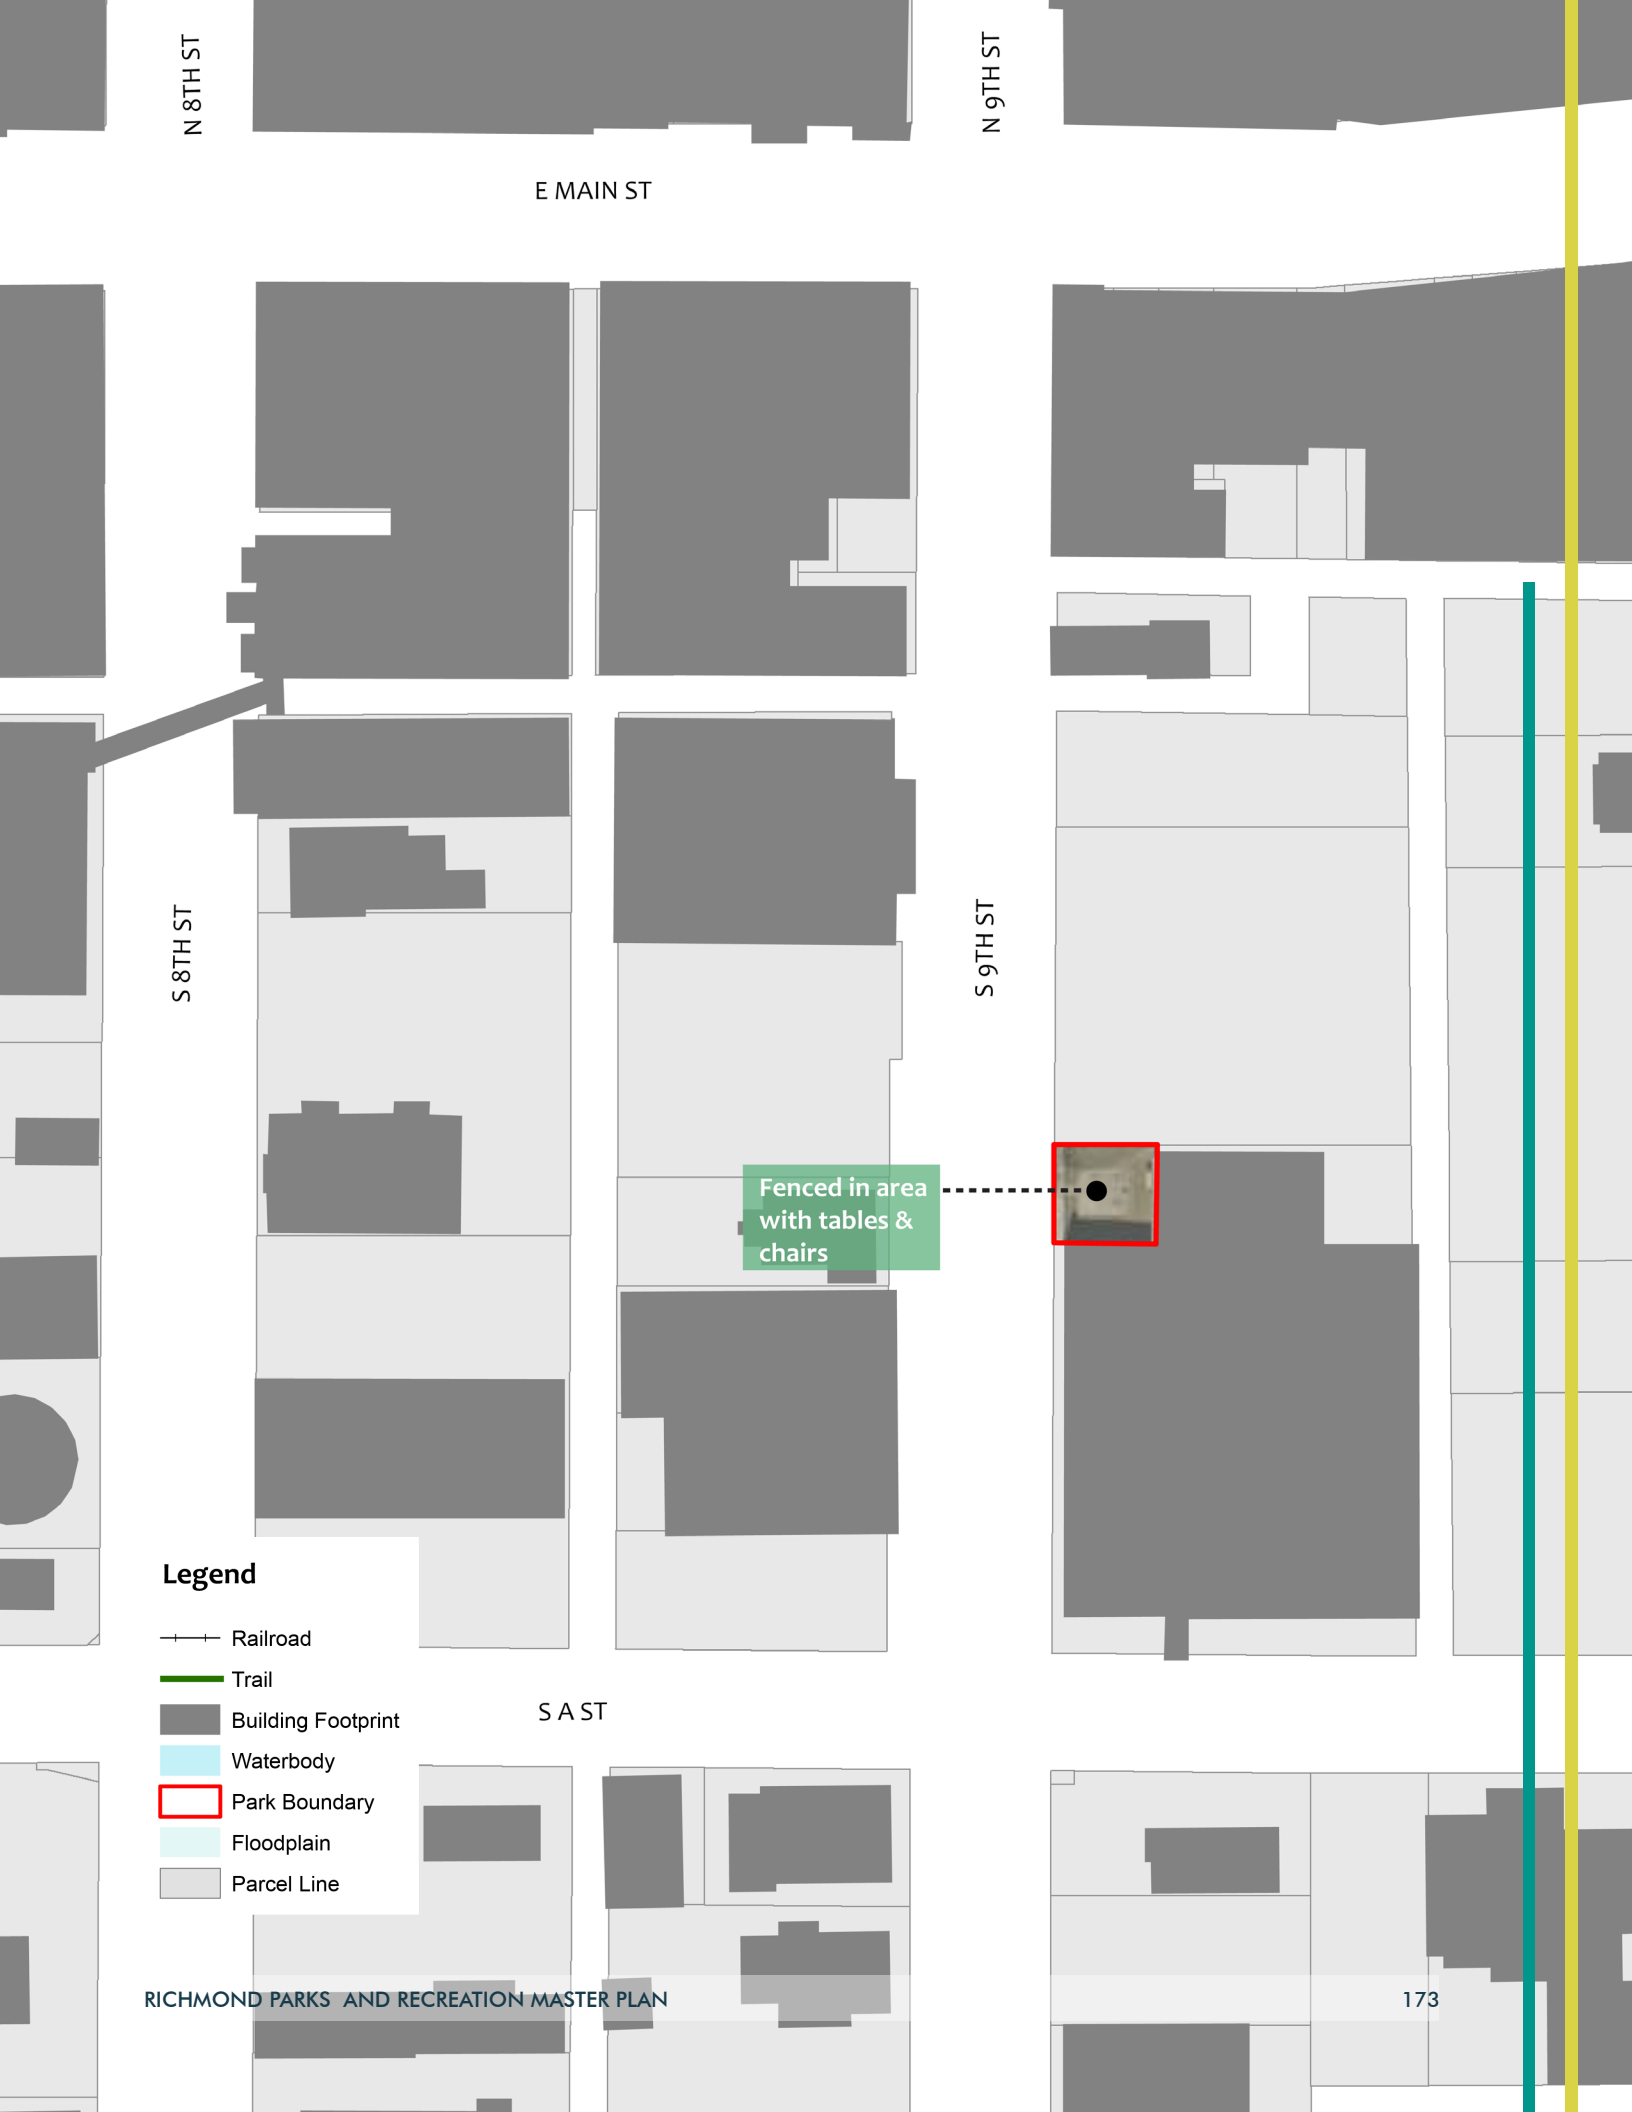 N 8TH ST
N 9TH ST
E MAIN ST
S 8TH ST
S 9TH ST
Fenced in area
with tables &
chairs
Legend
Railroad
Trail
Building Footprint
Waterbody
Park Boundary
Floodplain
Parcel Line
S A ST
RICHMOND PARKS AND RECREATION MASTER PLAN
173